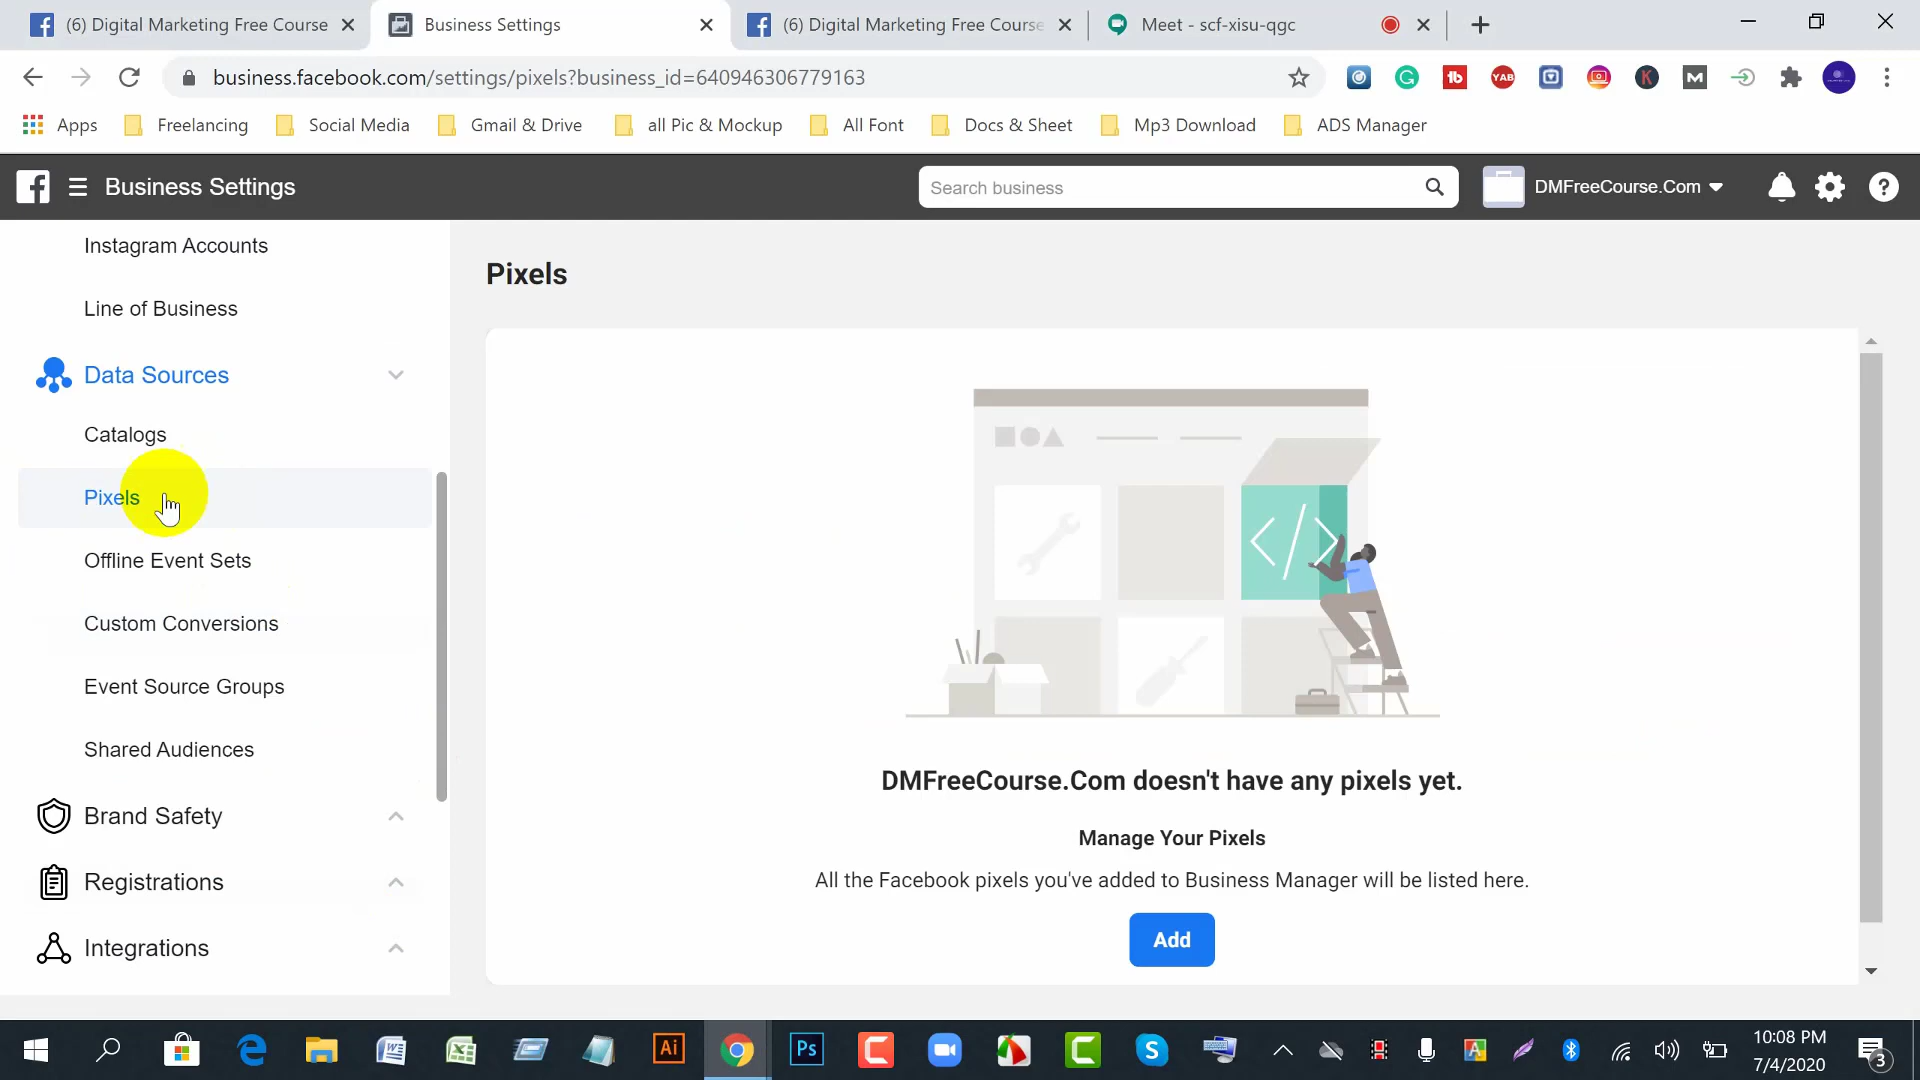 (6) Digital Marketing Free Course
Business Settings
(6) Digital Marketing Free Course
Meet - scf-xisu-qgc
business.facebook.com/settings/pixels?business_id=640946306779163
YAB
K
M
Apps
Freelancing
Social Media
Gmail & Drive
all Pic & Mockup
All Font
Docs & Sheet
Mp3 Download
ADS Manager
Business Settings
Search business
DMFreeCourse.Com
Instagram Accounts
Line of Business
Data Sources
Catalogs
Pixels
Offline Event Sets
Custom Conversions
Event Source Groups
Shared Audiences
Brand Safety
Registrations
Integrations
Pixels
DMFreeCourse.Com doesn't have any pixels yet.
Manage Your Pixels
All the Facebook pixels you've added to Business Manager will be listed here.
Add
Ai
Ps
10:08 PM
7/4/2020
3